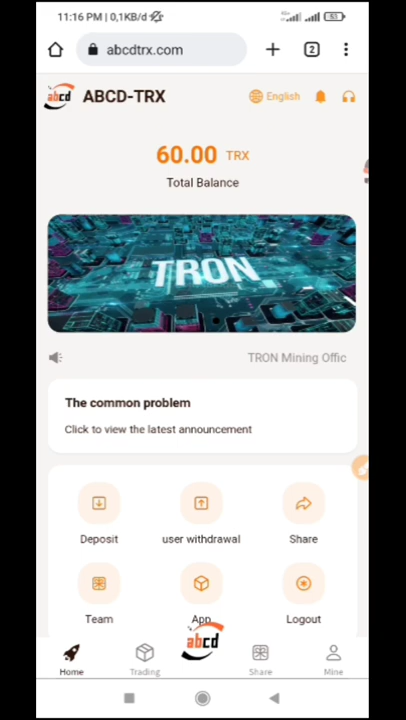 11:16 PM | 0,1KB/d
abcdtrx.com
2
abcd
ABCD-TRX
English
60.00 TRX
Total Balance
TRON
TRON Mining Offic
The common problem
Click to view the latest announcement
Deposit
user withdrawal
Share
Team
App
Logout
abcd
Home
Trading
Share
Mine